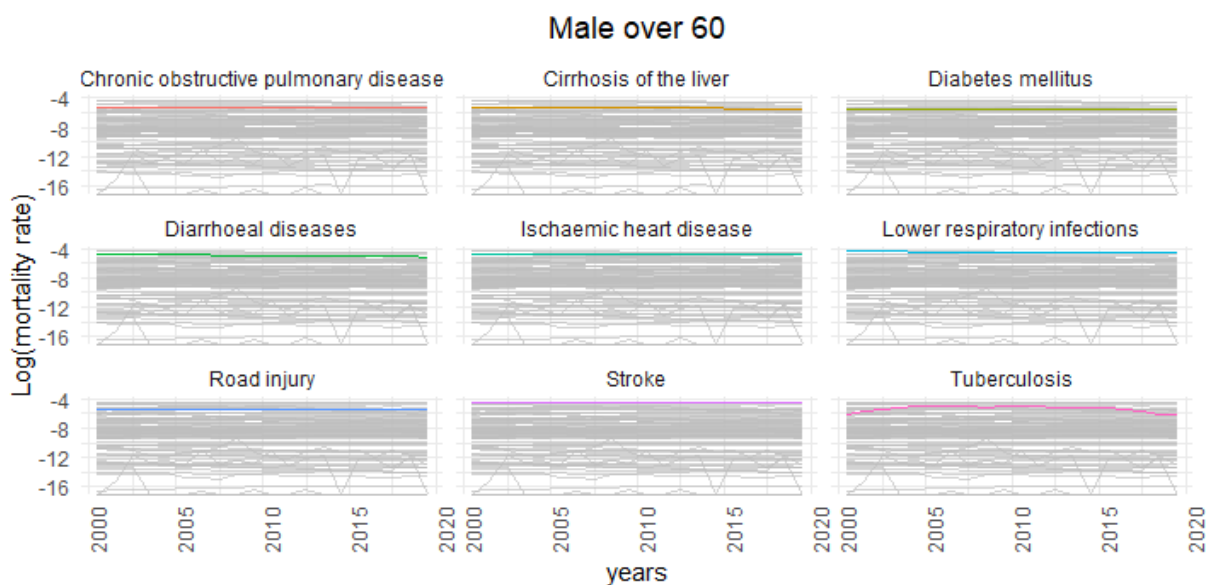 Male over 60
Chronic obstructive pulmonary disease Cirrhosis of the liver Diabetes mellitus
-4
-8
-12
-16
Diarrhoeal diseases Ischaemic heart disease Lower respiratory infections
-4
-8
-12
-16
Road injury Stroke Tuberculosis
-4
-8
-12
-16
Log(mortality rate)
2000 2005 2010 2015 2020 2000 2005 2010 2015 2020 2000 2005 2010 2015 2020
years